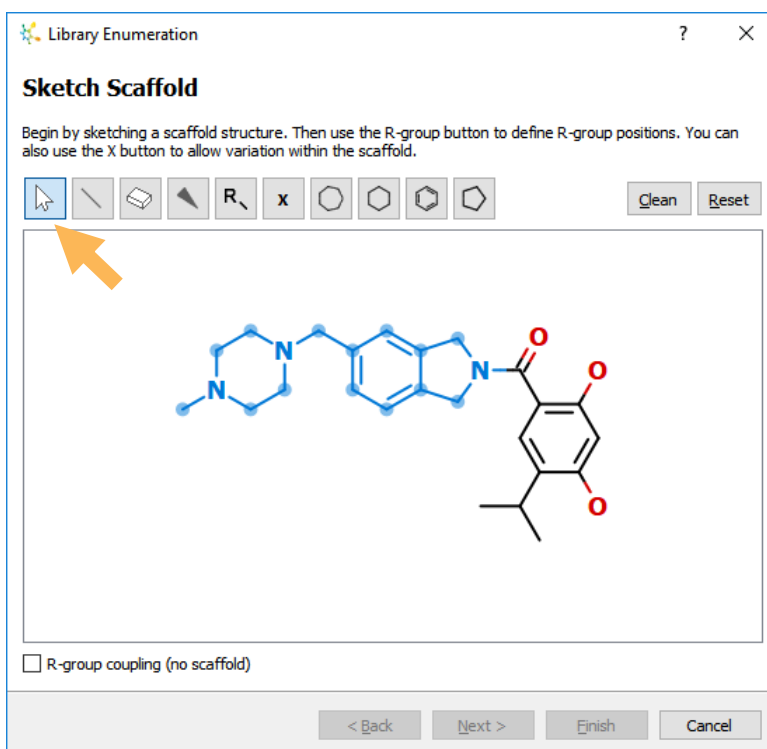 Library Enumeration ? ×
Sketch Scaffold
Begin by sketching a scaffold structure. Then use the R-group button to define R-group positions. You can
also use the X button to allow variation within the scaffold.
R x Clean Reset
O
N N O
N
O
R-group coupling (no scaffold)
< Back Next > Finish Cancel